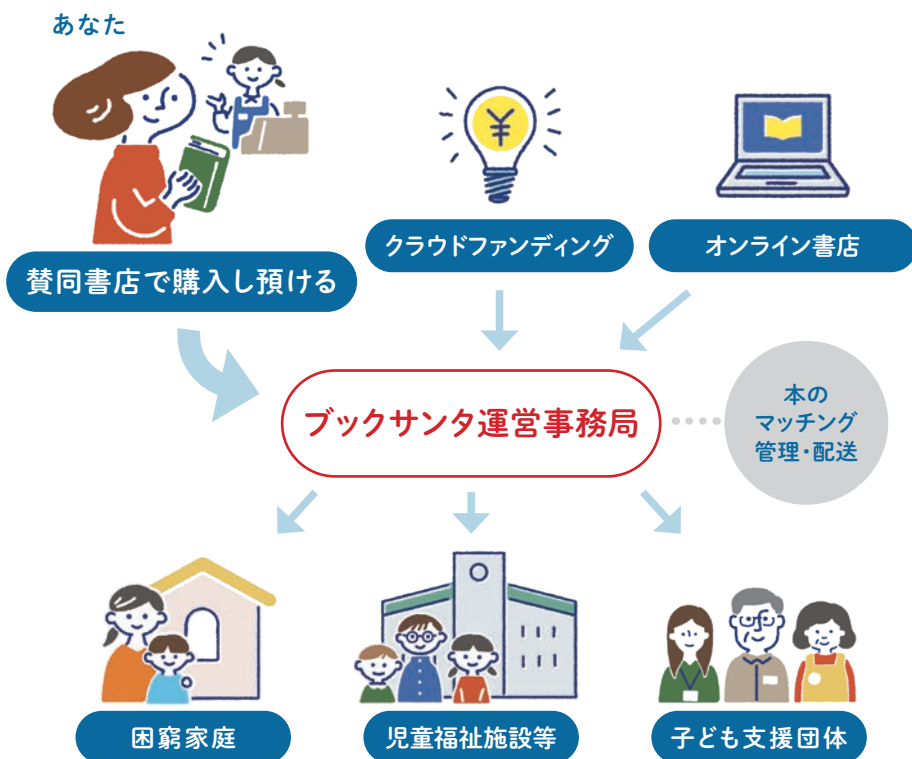 あなた
賛同書店で購入し預ける
クラウドファンディング
オンライン書店
ブックサンタ運営事務局
本の
マッチング
管理・配送
困窮家庭
児童福祉施設等
子ども支援団体